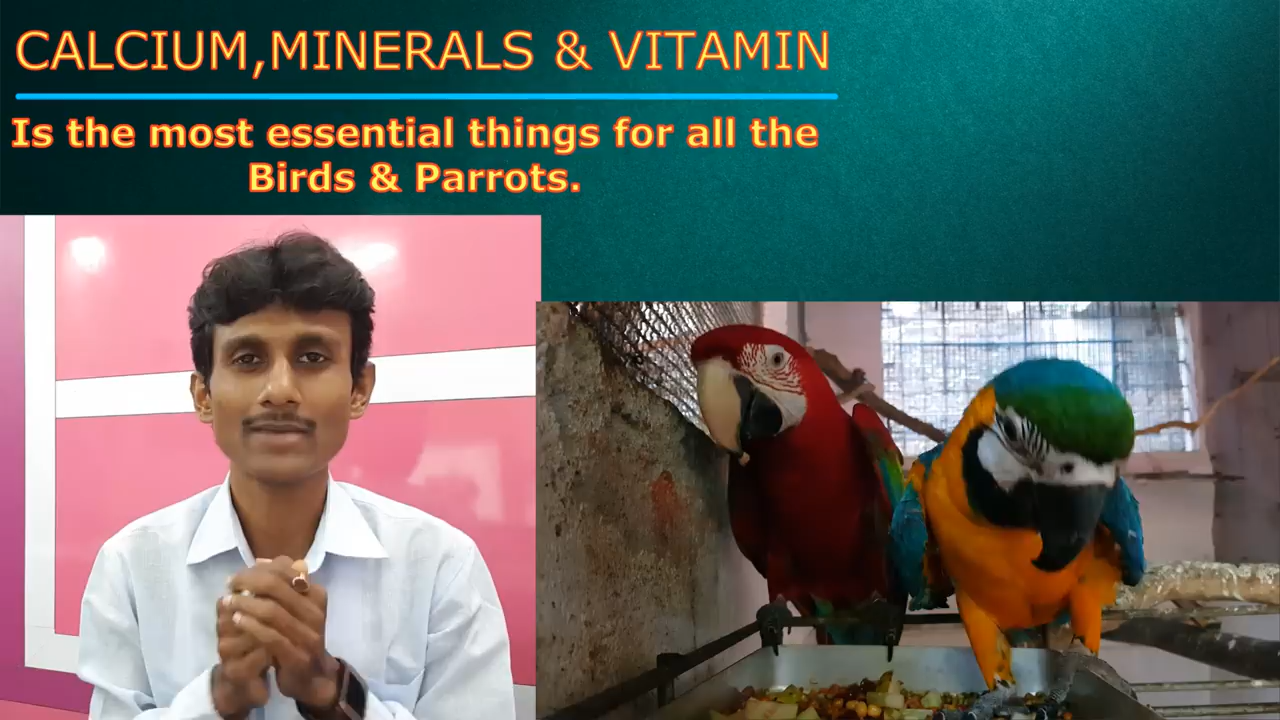 CALCIUM,MINERALS & VITAMIN
Is the most essential things for all the
Birds & Parrots.